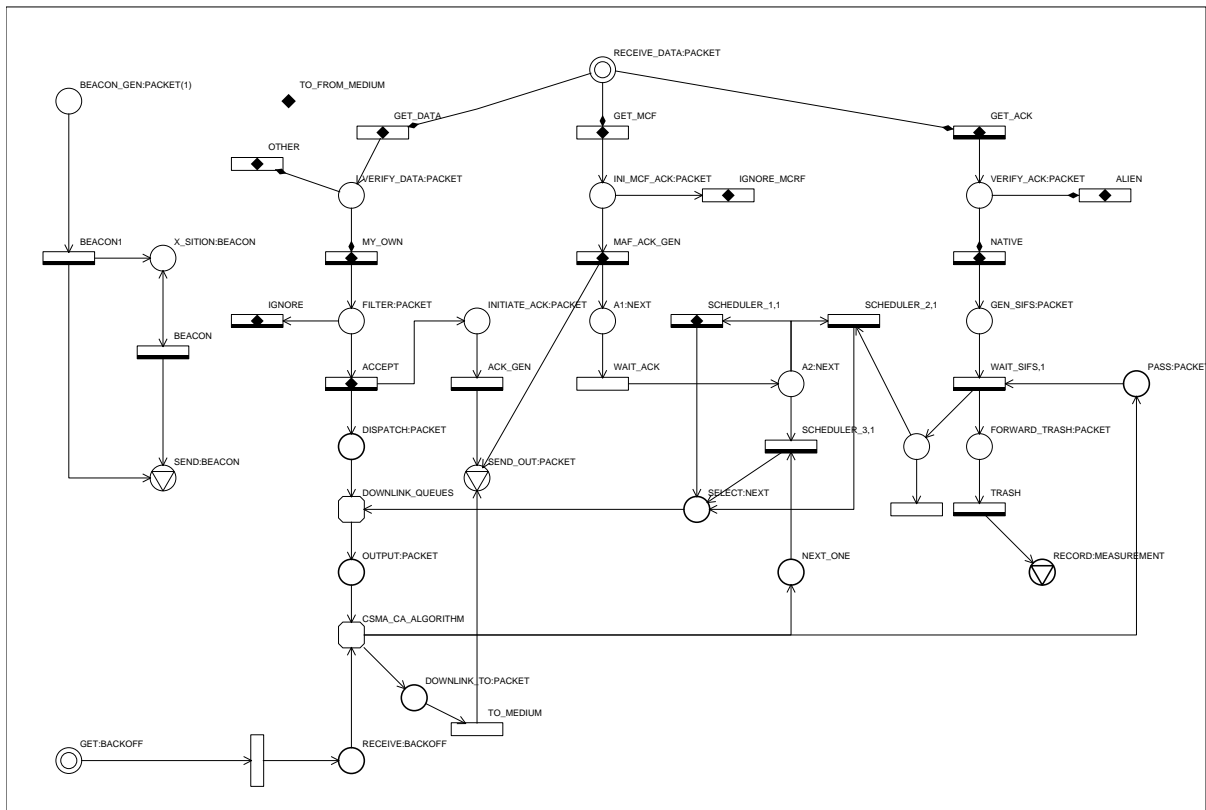 RECEIVE_DATA:PACKET
BEACON_GEN:PACKET(1)
TO_FROM_MEDIUM
GET_DATA
GET_MCF
GET_ACK
OTHER
VERIFY_DATA:PACKET
INI_MCF_ACK:PACKET
IGNORE_MCRF
VERIFY_ACK:PACKET
ALIEN
BEACON1
X_SITION:BEACON
MY_OWN
MAF_ACK_GEN
NATIVE
IGNORE
FILTER:PACKET
INITIATE_ACK:PACKET
A1:NEXT
SCHEDULER_1,1
SCHEDULER_2,1
GEN_SIFS:PACKET
BEACON
ACCEPT
ACK_GEN
WAIT_ACK
A2:NEXT
WAIT_SIFS,1
PASS:PACKET
DISPATCH:PACKET
SCHEDULER_3,1
FORWARD_TRASH:PACKET
SEND:BEACON
SEND_OUT:PACKET
DOWNLINK_QUEUES
SELECT:NEXT
TRASH
OUTPUT:PACKET
NEXT_ONE
RECORD:MEASUREMENT
CSMA_CA_ALGORITHM
DOWNLINK_TO:PACKET
TO_MEDIUM
GET:BACKOFF
RECEIVE:BACKOFF